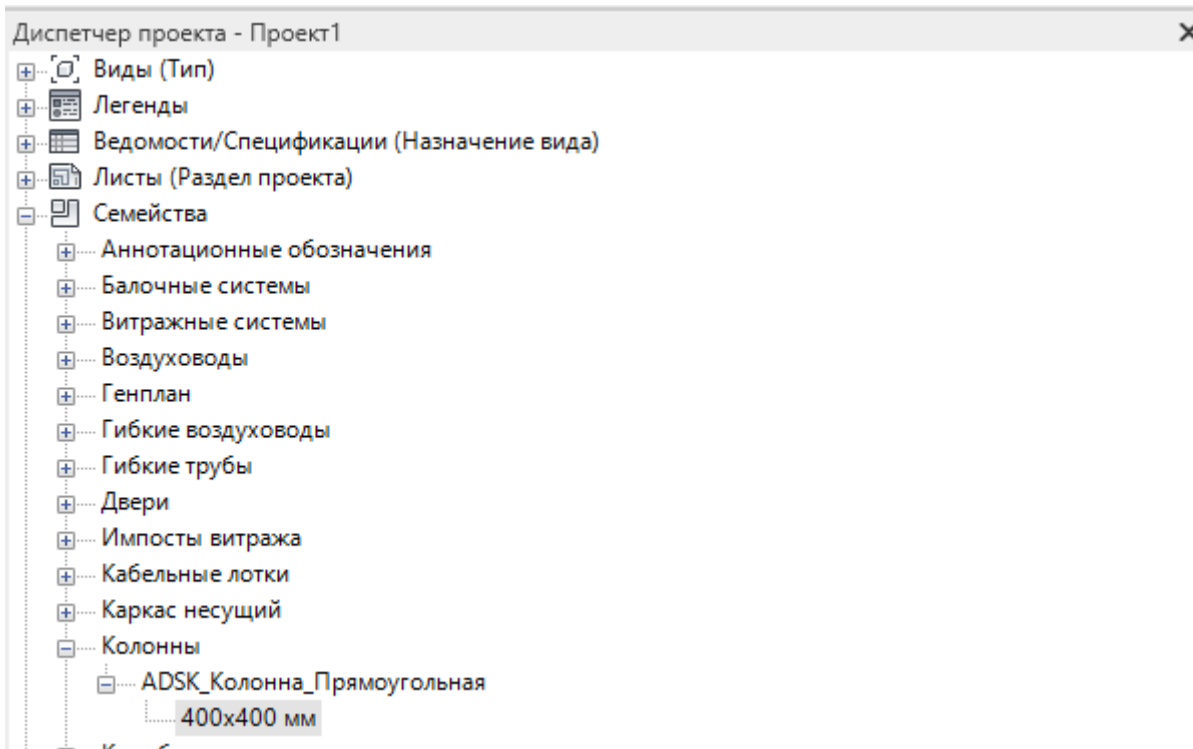 Диспетчер проекта - Проект1
Виды (Тип)
Легенды
Ведомости/Спецификации (Назначение вида)
Листы (Раздел проекта)
Семейства
Аннотационные обозначения
Балочные системы
Витражные системы
Воздуховоды
Генплан
Гибкие воздуховоды
Гибкие трубы
Двери
Импосты витража
Кабельные лотки
Каркас несущий
Колонны
ADSK_Колонна_Прямоугольная
400x400 мм